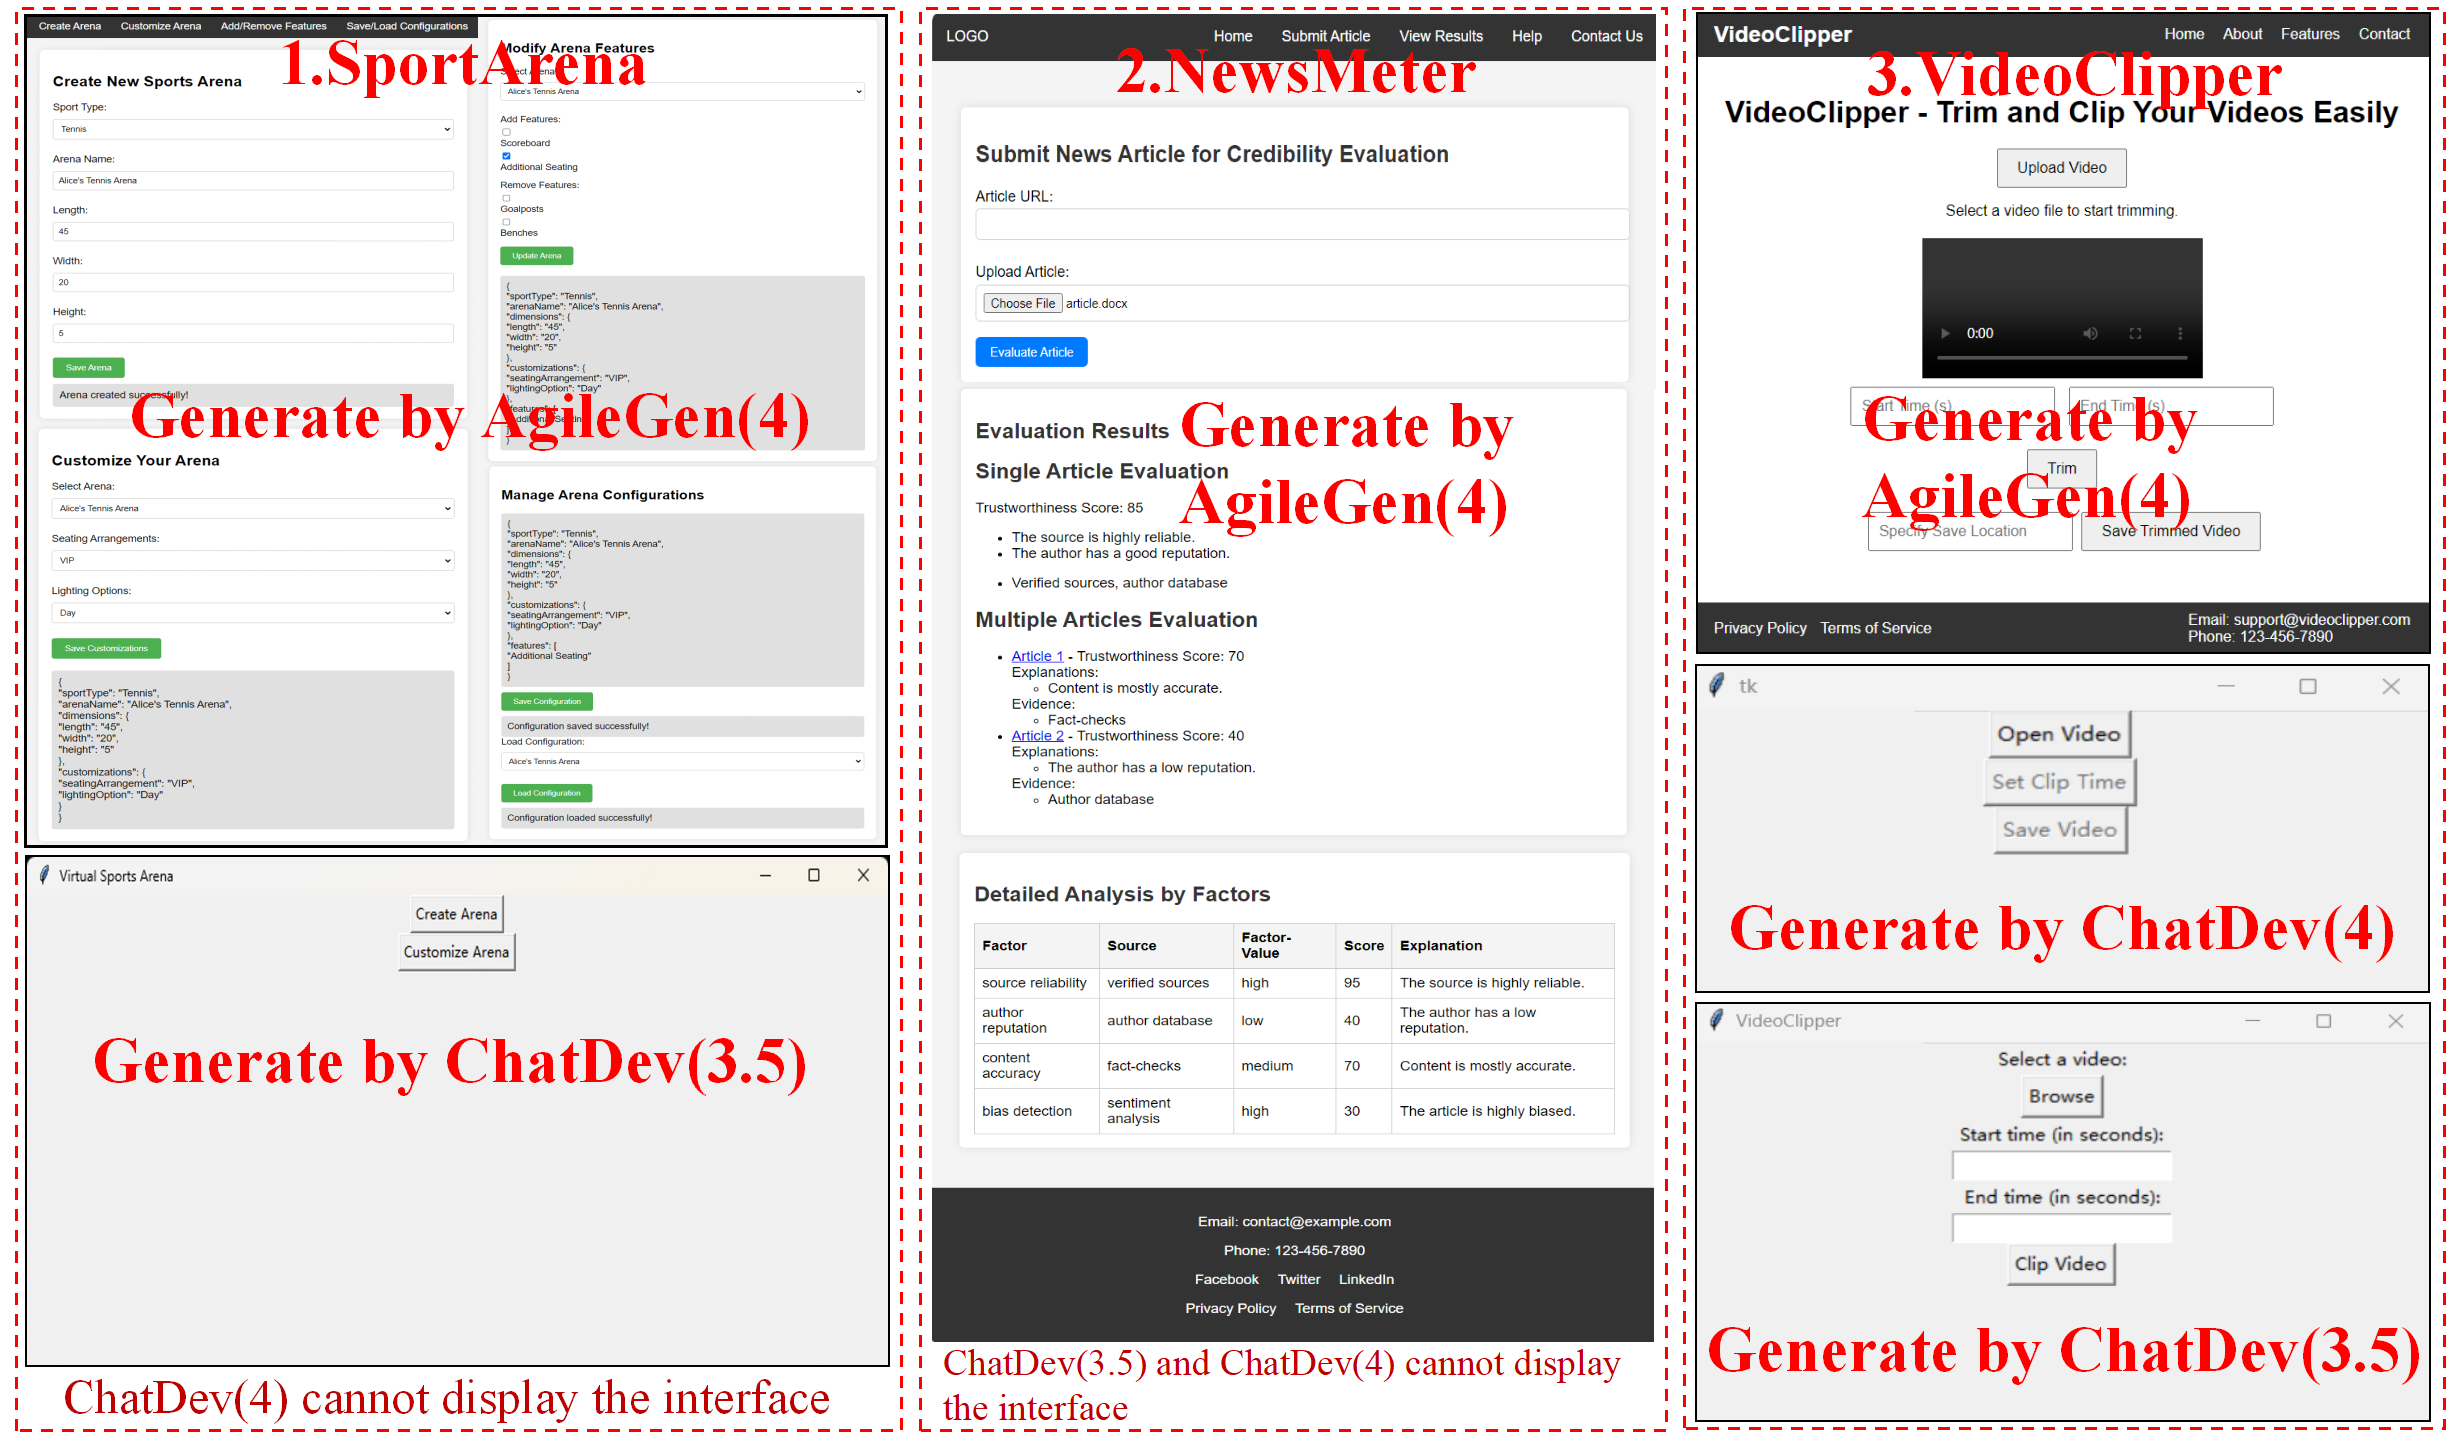 1.SportArena
Create Arena Customize Arena Add/Remove Features Save/Load Configurations
Create New Sports Arena
Sport Type:
Tennis
Arena Name:
Alice's Tennis Arena
Length:
45
Width:
20
Height:
5
Save Arena
Arena created successfully!
Generate by AgileGen(4)
Customize Your Arena
Select Arena:
Alice's Tennis Arena
Seating Arrangements:
VIP
Lighting Options:
Day
Save Customizations
{
"sportType": "Tennis",
"arenaName": "Alice's Tennis Arena",
"dimensions": {
"length": "45",
"width": "20",
"height": "5"
},
"customizations": {
"seatingArrangement": "VIP",
"lightingOption": "Day"
}
}
Modify Arena Features
Select Arena:
Alice's Tennis Arena
Add Features:
Scoreboard
Additional Seating
Remove Features:
Goalposts
Benches
Update Arena
{
"sportType": "Tennis",
"arenaName": "Alice's Tennis Arena",
"dimensions": {
"length": "45",
"width": "20",
"height": "5"
},
"customizations": {
"seatingArrangement": "VIP",
"lightingOption": "Day"
},
"features": [
"Additional Seating"
]
}
Manage Arena Configurations
{
"sportType": "Tennis",
"arenaName": "Alice's Tennis Arena",
"dimensions": {
"length": "45",
"width": "20",
"height": "5"
},
"customizations": {
"seatingArrangement": "VIP",
"lightingOption": "Day"
},
"features": [
"Additional Seating"
]
}
Save Configuration
Configuration saved successfully!
Load Configuration:
Alice's Tennis Arena
Load Configuration
Configuration loaded successfully!
Virtual Sports Arena
Create Arena
Customize Arena
Generate by ChatDev(3.5)
ChatDev(4) cannot display the interface
LOGO Home Submit Article View Results Help Contact Us
2.NewsMeter
Submit News Article for Credibility Evaluation
Article URL:
Upload Article:
Choose File article.docx
Evaluate Article
Generate by
AgileGen(4)
Evaluation Results
Single Article Evaluation
Trustworthiness Score: 85
The source is highly reliable.
The author has a good reputation.
Verified sources, author database
Multiple Articles Evaluation
Article 1 - Trustworthiness Score: 70
Explanations:
Content is mostly accurate.
Evidence:
Fact-checks
Article 2 - Trustworthiness Score: 40
Explanations:
The author has a low reputation.
Evidence:
Author database
Detailed Analysis by Factors
Factor Source Factor-Value Score Explanation
source reliability verified sources high 95 The source is highly reliable.
author reputation author database low 40 The author has a low reputation.
content accuracy fact-checks medium 70 Content is mostly accurate.
bias detection sentiment analysis high 30 The article is highly biased.
Email: contact@example.com
Phone: 123-456-7890
Facebook Twitter LinkedIn
Privacy Policy Terms of Service
ChatDev(3.5) and ChatDev(4) cannot display
the interface
VideoClipper Home About Features Contact
3.VideoClipper
VideoClipper - Trim and Clip Your Videos Easily
Upload Video
Select a video file to start trimming.
0:00
Start Time (s) End Time (s)
Generate by
Trim
AgileGen(4)
Specify Save Location Save Trimmed Video
Privacy Policy Terms of Service
Email: support@videoclipper.com
Phone: 123-456-7890
tk
Open Video
Set Clip Time
Save Video
Generate by ChatDev(4)
VideoClipper
Select a video:
Browse
Start time (in seconds):
End time (in seconds):
Clip Video
Generate by ChatDev(3.5)